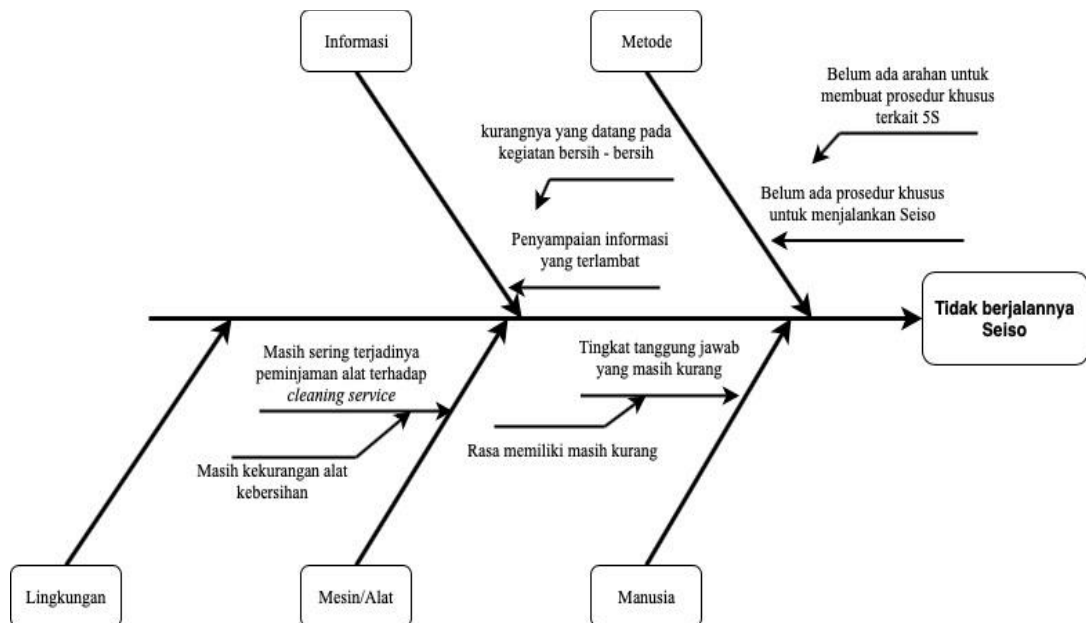 Informasi
Metode
Belum ada arahan untuk
membuat prosedur khusus
terkait 5S
kurangnya yang datang pada
kegiatan bersih - bersih
Belum ada prosedur khusus
untuk menjalankan Seiso
Penyampaian informasi
yang terlambat
Tidak berjalannya
Seiso
Masih sering terjadinya
peminjaman alat terhadap
cleaning service
Tingkat tanggung jawab
yang masih kurang
Masih kekurangan alat
kebersihan
Rasa memiliki masih kurang
Lingkungan
Mesin/Alat
Manusia